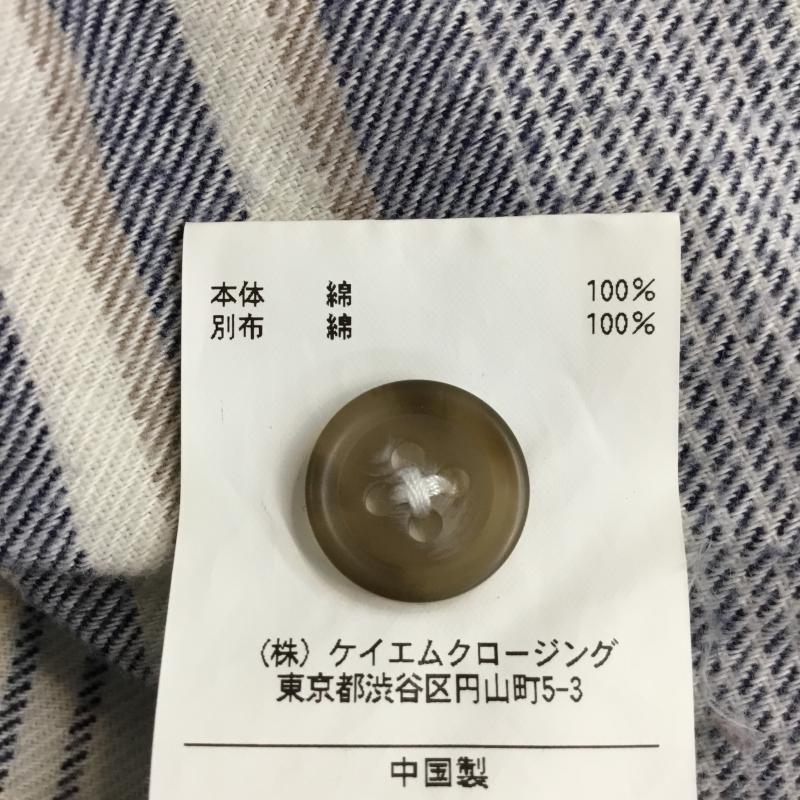 本体 綿 100%
別布 綿 100%
(株)ケイエムクロージング
東京都渋谷区円山町5-3
中国製